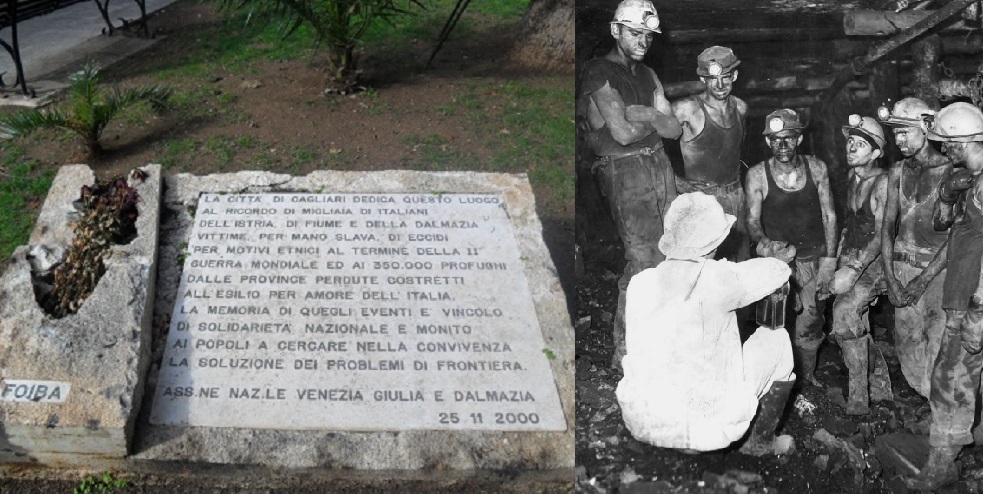 LA CITTA' DI CAGLIARI DEDICA QUESTO LUOGO
AL RICORDO DI MIGLIAIA DI ITALIANI
DELL'ISTRIA, DI FIUME E DELLA DALMAZIA
VITTIME, PER MANO SLAVA, DI ECCIDI
PER MOTIVI ETNICI AL TERMINE DELLA IIª
GUERRA MONDIALE ED AI 350.000 PROFUGHI
DALLE PROVINCE PERDUTE COSTRETTI
ALL'ESILIO PER AMORE DELL'ITALIA.
LA MEMORIA DI QUEGLI EVENTI E' VINCOLO
DI SOLIDARIETA' NAZIONALE E MONITO
AI POPOLI A CERCARE NELLA CONVIVENZA
LA SOLUZIONE DEI PROBLEMI DI FRONTIERA.
ASS.NE NAZ.LE VENEZIA GIULIA E DALMAZIA
25 11 2000
FOIBA